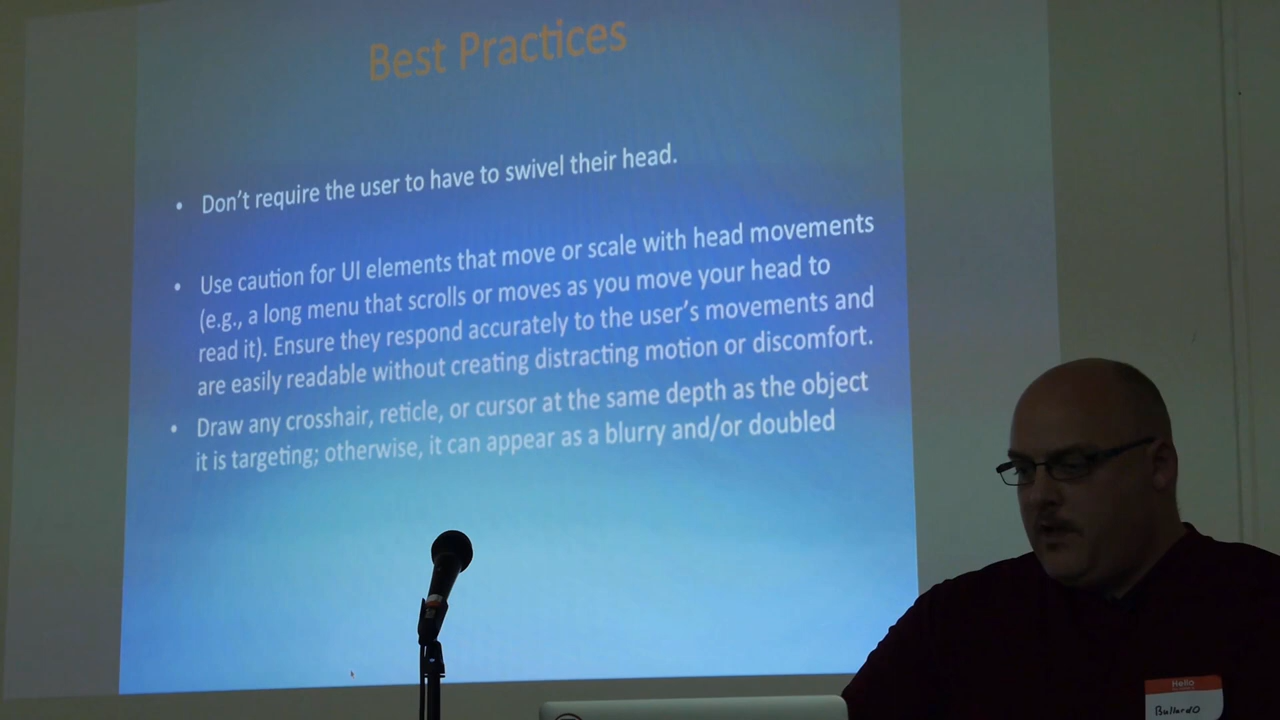 Best Practices
• Don’t require the user to have to swivel their head.
• Use caution for UI elements that move or scale with head movements
(e.g., a long menu that scrolls or moves as you move your head to
read it). Ensure they respond accurately to the user’s movements and
are easily readable without creating distracting motion or discomfort.
• Draw any crosshair, reticle, or cursor at the same depth as the object
it is targeting; otherwise, it can appear as a blurry and/or doubled
Hello